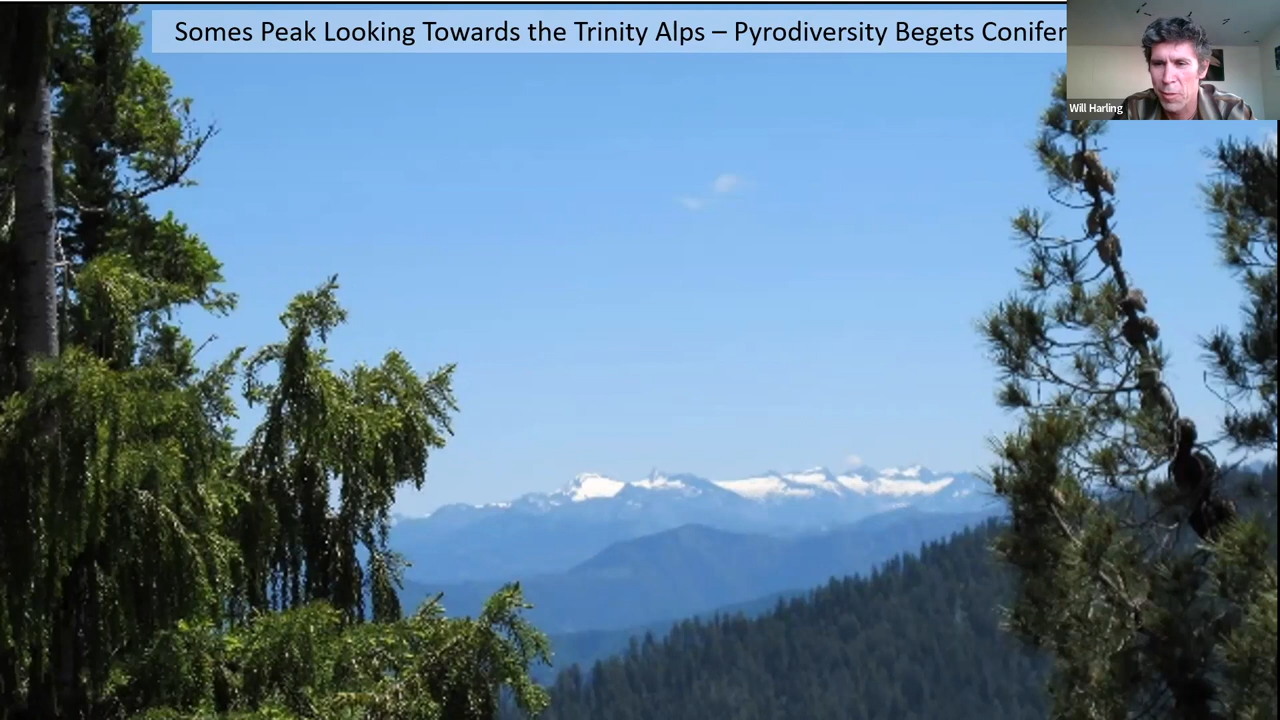 Somes Peak Looking Towards the Trinity Alps – Pyrodiversity Begets Conifer
Will Harling